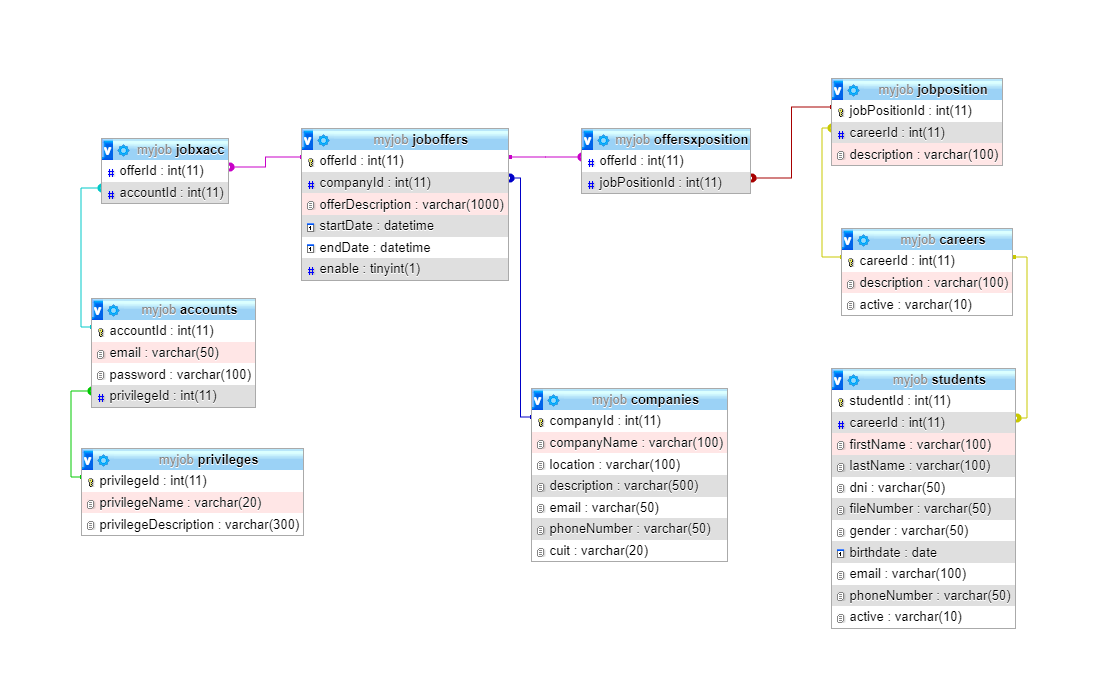 myjob jobxacc
offerId : int(11)
accountId : int(11)
myjob joboffers
offerId : int(11)
companyId : int(11)
offerDescription : varchar(1000)
startDate : datetime
endDate : datetime
enable : tinyint(1)
myjob offersxposition
offerId : int(11)
jobPositionId : int(11)
myjob jobposition
jobPositionId : int(11)
careerId : int(11)
description : varchar(100)
myjob careers
careerId : int(11)
description : varchar(100)
active : varchar(10)
myjob accounts
accountId : int(11)
email : varchar(50)
password : varchar(100)
privilegeId : int(11)
myjob privileges
privilegeId : int(11)
privilegeName : varchar(20)
privilegeDescription : varchar(300)
myjob companies
companyId : int(11)
companyName : varchar(100)
location : varchar(100)
description : varchar(500)
email : varchar(50)
phoneNumber : varchar(50)
cuit : varchar(20)
myjob students
studentId : int(11)
careerId : int(11)
firstName : varchar(100)
lastName : varchar(100)
dni : varchar(50)
fileNumber : varchar(50)
gender : varchar(50)
birthdate : date
email : varchar(100)
phoneNumber : varchar(50)
active : varchar(10)